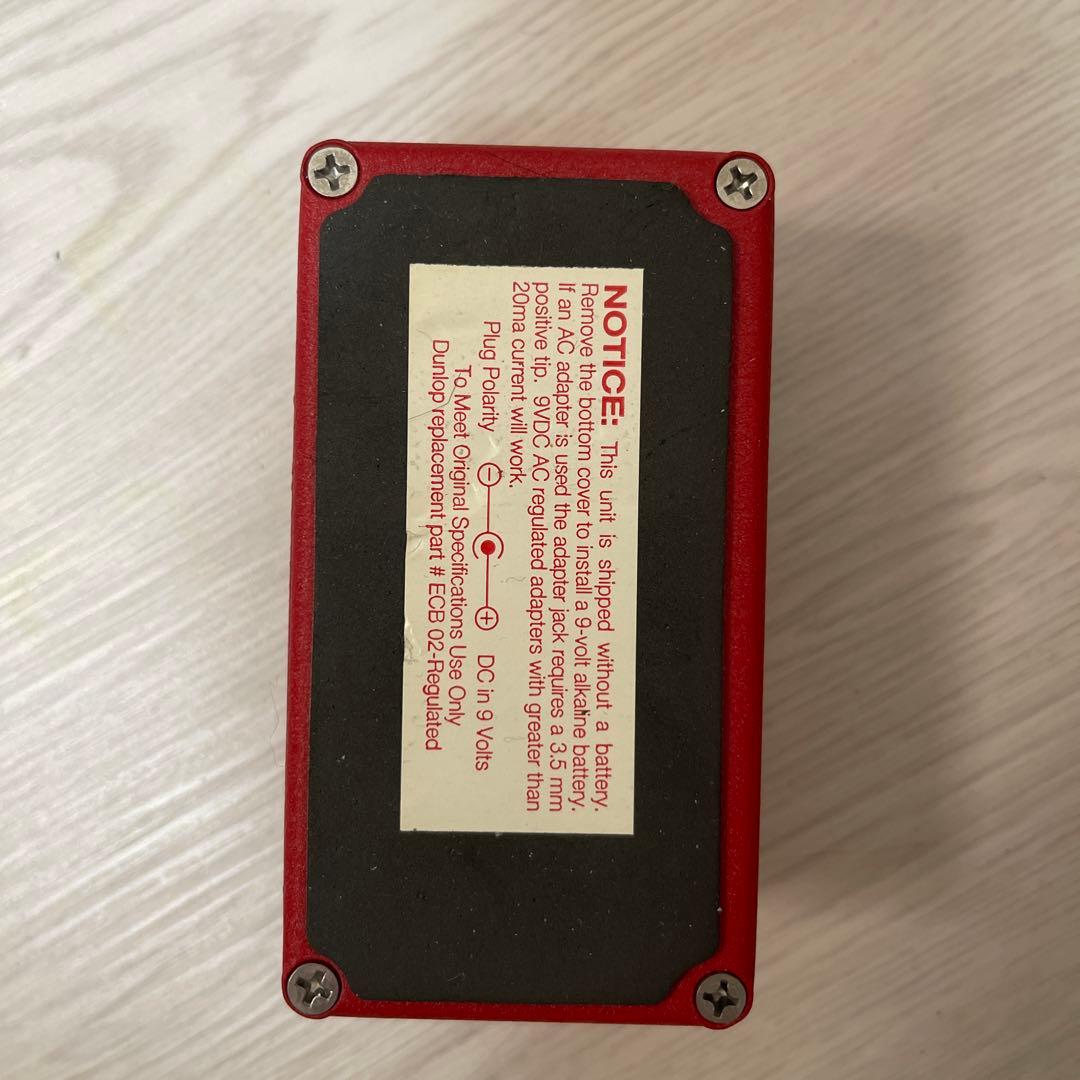 NOTICE: This unit is shipped without a battery.
Remove the bottom cover to install a 9-volt alkaline battery.
If an AC adapter is used the adapter jack requires a 3.5 mm
positive tip. 9VDC AC regulated adapters with greater than
20ma current will work.
Plug Polarity - + DC in 9 Volts
To Meet Original Specifications Use Only
Dunlop replacement part # ECB 02-Regulated